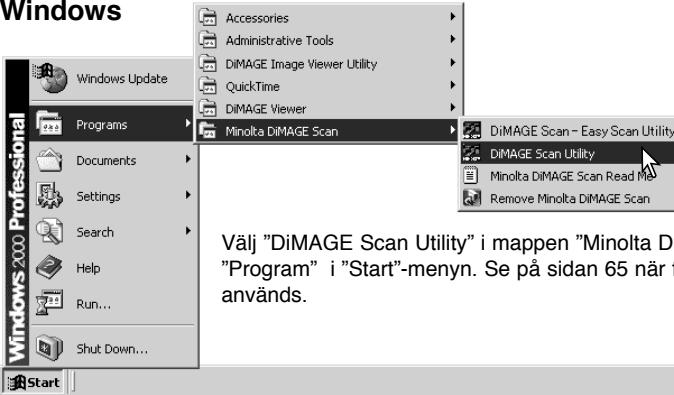 Windows
Accessories
Administrative Tools
DiMAGE Image Viewer Utility
QuickTime
DiMAGE Viewer
Minolta DiMAGE Scan
DiMAGE Scan - Easy Scan Utility
DiMAGE Scan Utility
Minolta DiMAGE Scan Read Me
Remove Minolta DiMAGE Scan
Windows Update
Programs
Documents
Settings
Search
Help
Run...
Shut Down...
Windows 2000 Professional
Start
Välj ”DiMAGE Scan Utility” i mappen ”Minolta D
”Program” i ”Start”-menyn. Se på sidan 65 när
används.